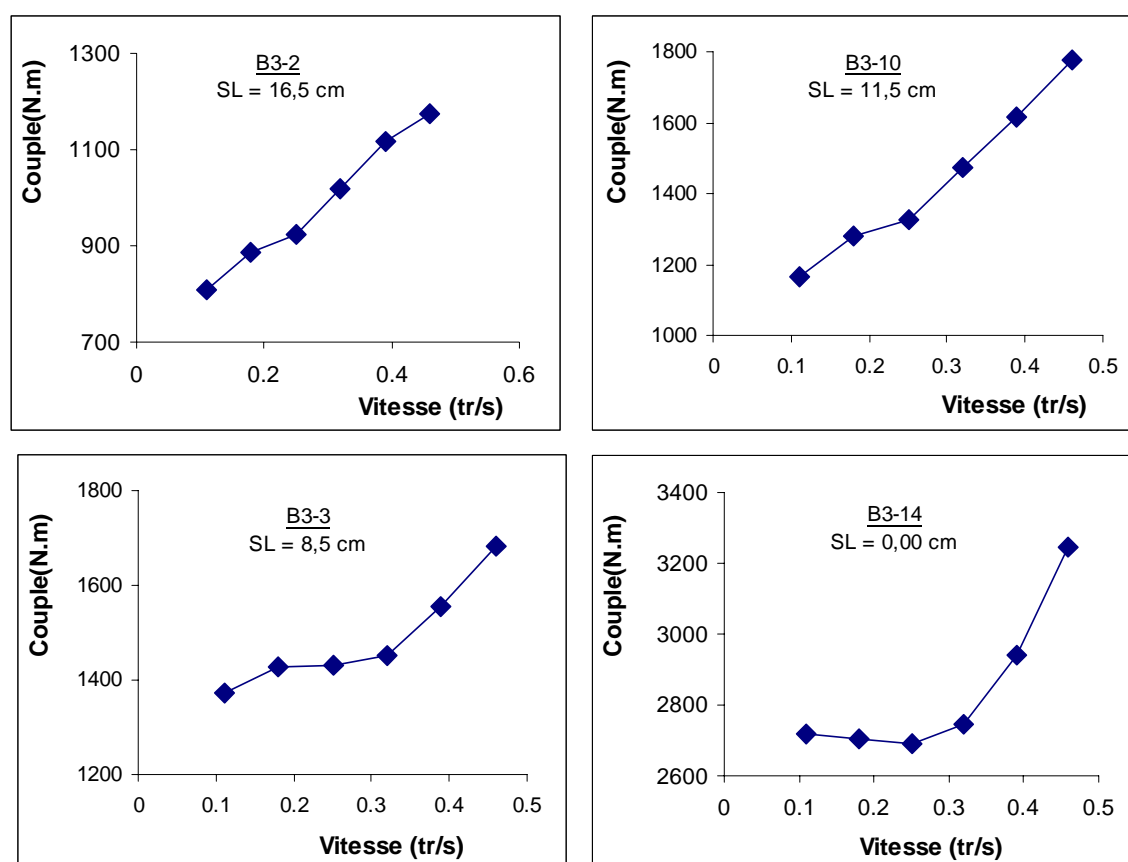 B3-2
SL = 16,5 cm
Couple(N.m)
1300
1100
900
700
0
0.2
0.4
0.6
Vitesse (tr/s)
B3-10
SL = 11,5 cm
Couple(N.m)
1800
1600
1400
1200
1000
0
0.1
0.2
0.3
0.4
0.5
Vitesse (tr/s)
B3-3
SL = 8,5 cm
Couple(N.m)
1800
1600
1400
1200
0
0.1
0.2
0.3
0.4
0.5
Vitesse (tr/s)
B3-14
SL = 0,00 cm
Couple(N.m)
3400
3200
3000
2800
2600
0
0.1
0.2
0.3
0.4
0.5
Vitesse (tr/s)